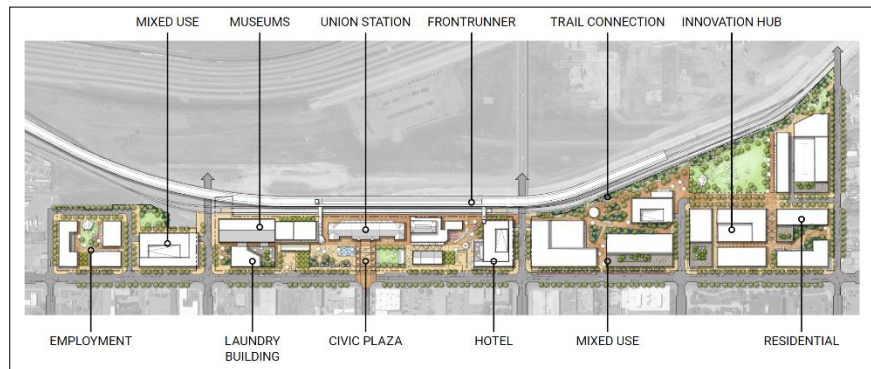 MIXED USE
MUSEUMS
UNION STATION
FRONTRUNNER
TRAIL CONNECTION
INNOVATION HUB
EMPLOYMENT
LAUNDRY
BUILDING
CIVIC PLAZA
HOTEL
MIXED USE
RESIDENTIAL